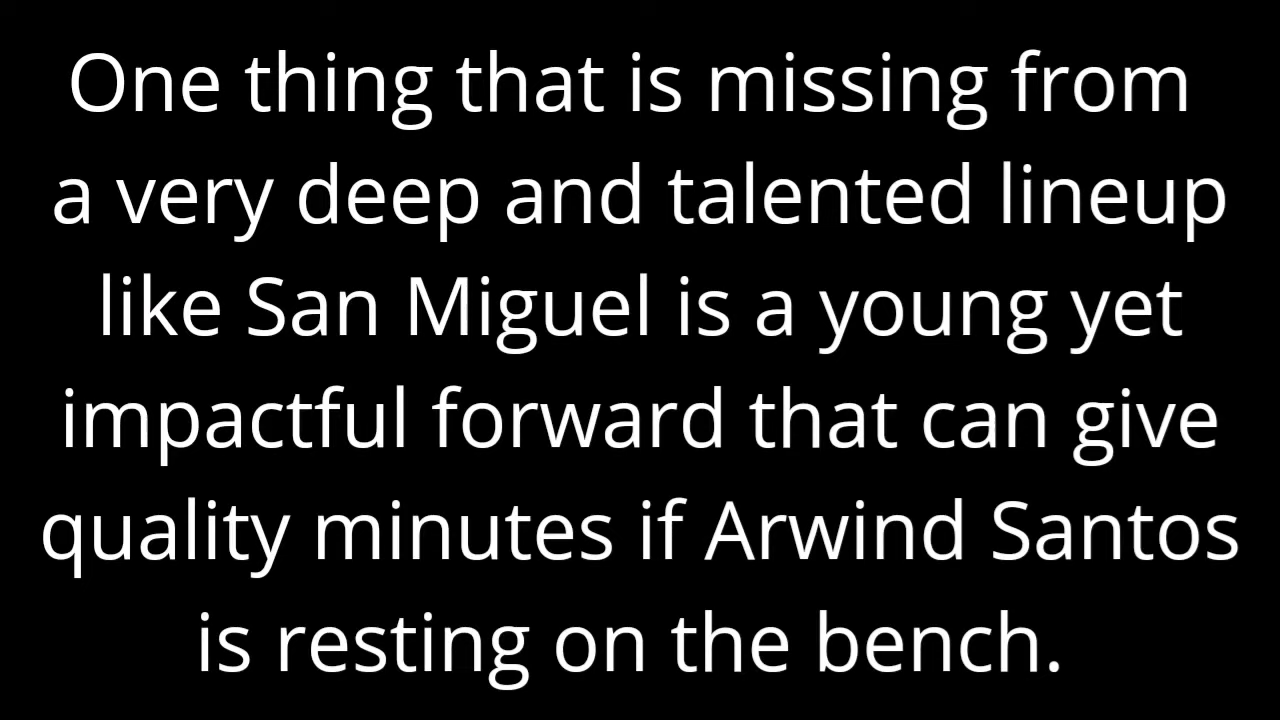 One thing that is missing from
a very deep and talented lineup
like San Miguel is a young yet
impactful forward that can give
quality minutes if Arwind Santos
is resting on the bench.